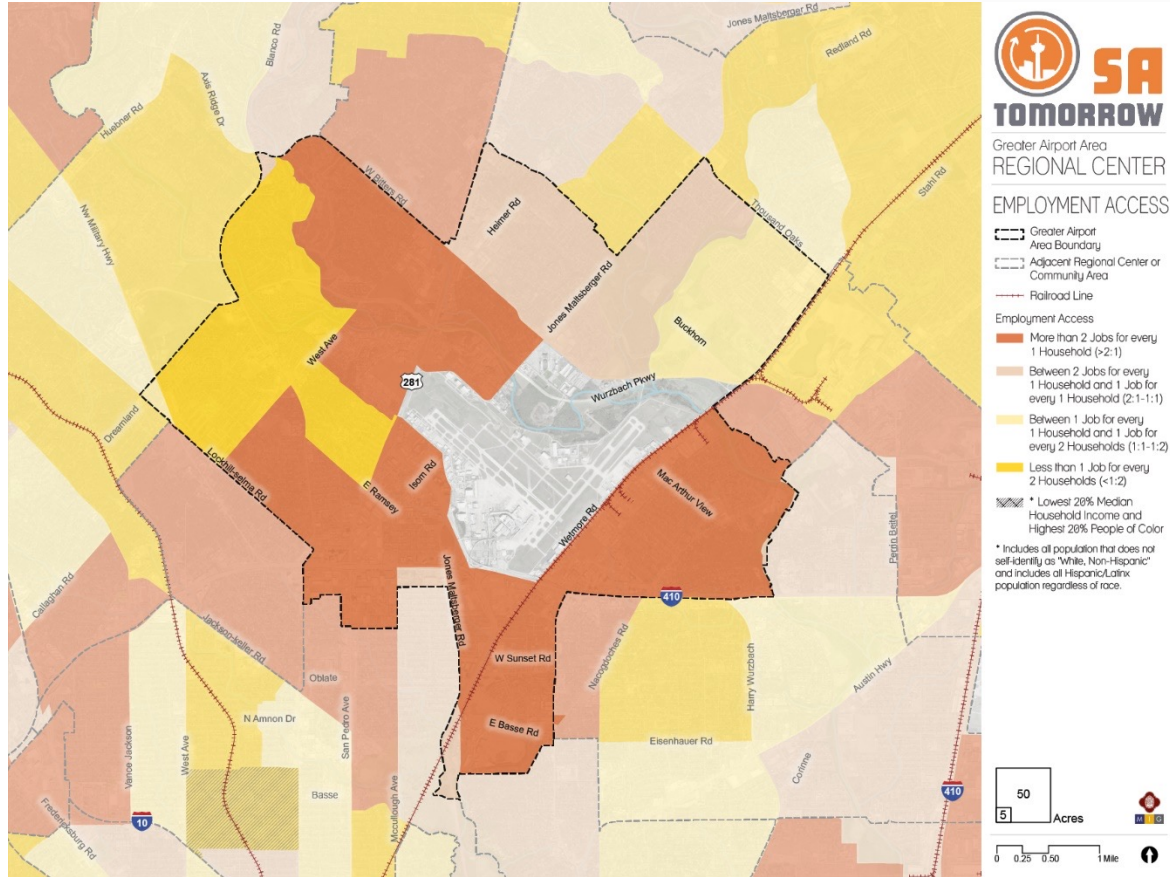 Jones Maltsberger Rd
Redland Rd
Blanco Rd
Axis Ridge Dr
Huebner Rd
W Bitters Rd
Stahl Rd
Heimer Rd
Thousand Oaks
Nw Military Hwy
Jones Maltsberger Rd
Buckhorn
West Ave
281
Wurzbach Pkwy
Dreamland
Lockhill-selma Rd
Isom Rd
E Ramsey
Mac Arthur View
Wetmore Rd
Perrin Beitel
Jones Maltsberger Rd
410
Callaghan Rd
Jackson-keller Rd
Nacogdoches Rd
W Sunset Rd
Harry Wurzbach
Austin Hwy
Oblate
N Amnon Dr
San Pedro Ave
E Basse Rd
Eisenhauer Rd
Vance Jackson
West Ave
Corinne
Basse
Mccullough Ave
410
10
Fredericksburg Rd
SA
TOMORROW
Greater Airport Area
REGIONAL CENTER
EMPLOYMENT ACCESS
Greater Airport
Area Boundary
Adjacent Regional Center or
Community Area
Railroad Line
Employment Access
More than 2 Jobs for every
1 Household (>2:1)
Between 2 Jobs for every
1 Household and 1 Job for
every 1 Household (2:1-1:1)
Between 1 Job for every
1 Household and 1 Job for
every 2 Households (1:1-1:2)
Less than 1 Job for every
2 Households (<1:2)
* Lowest 20% Median
Household Income and
Highest 20% People of Color
* Includes all population that does not
self-identify as "White, Non-Hispanic"
and includes all Hispanic/Latinx
population regardless of race.
50
5
Acres
M I G
0 0.25 0.50 1 Mile